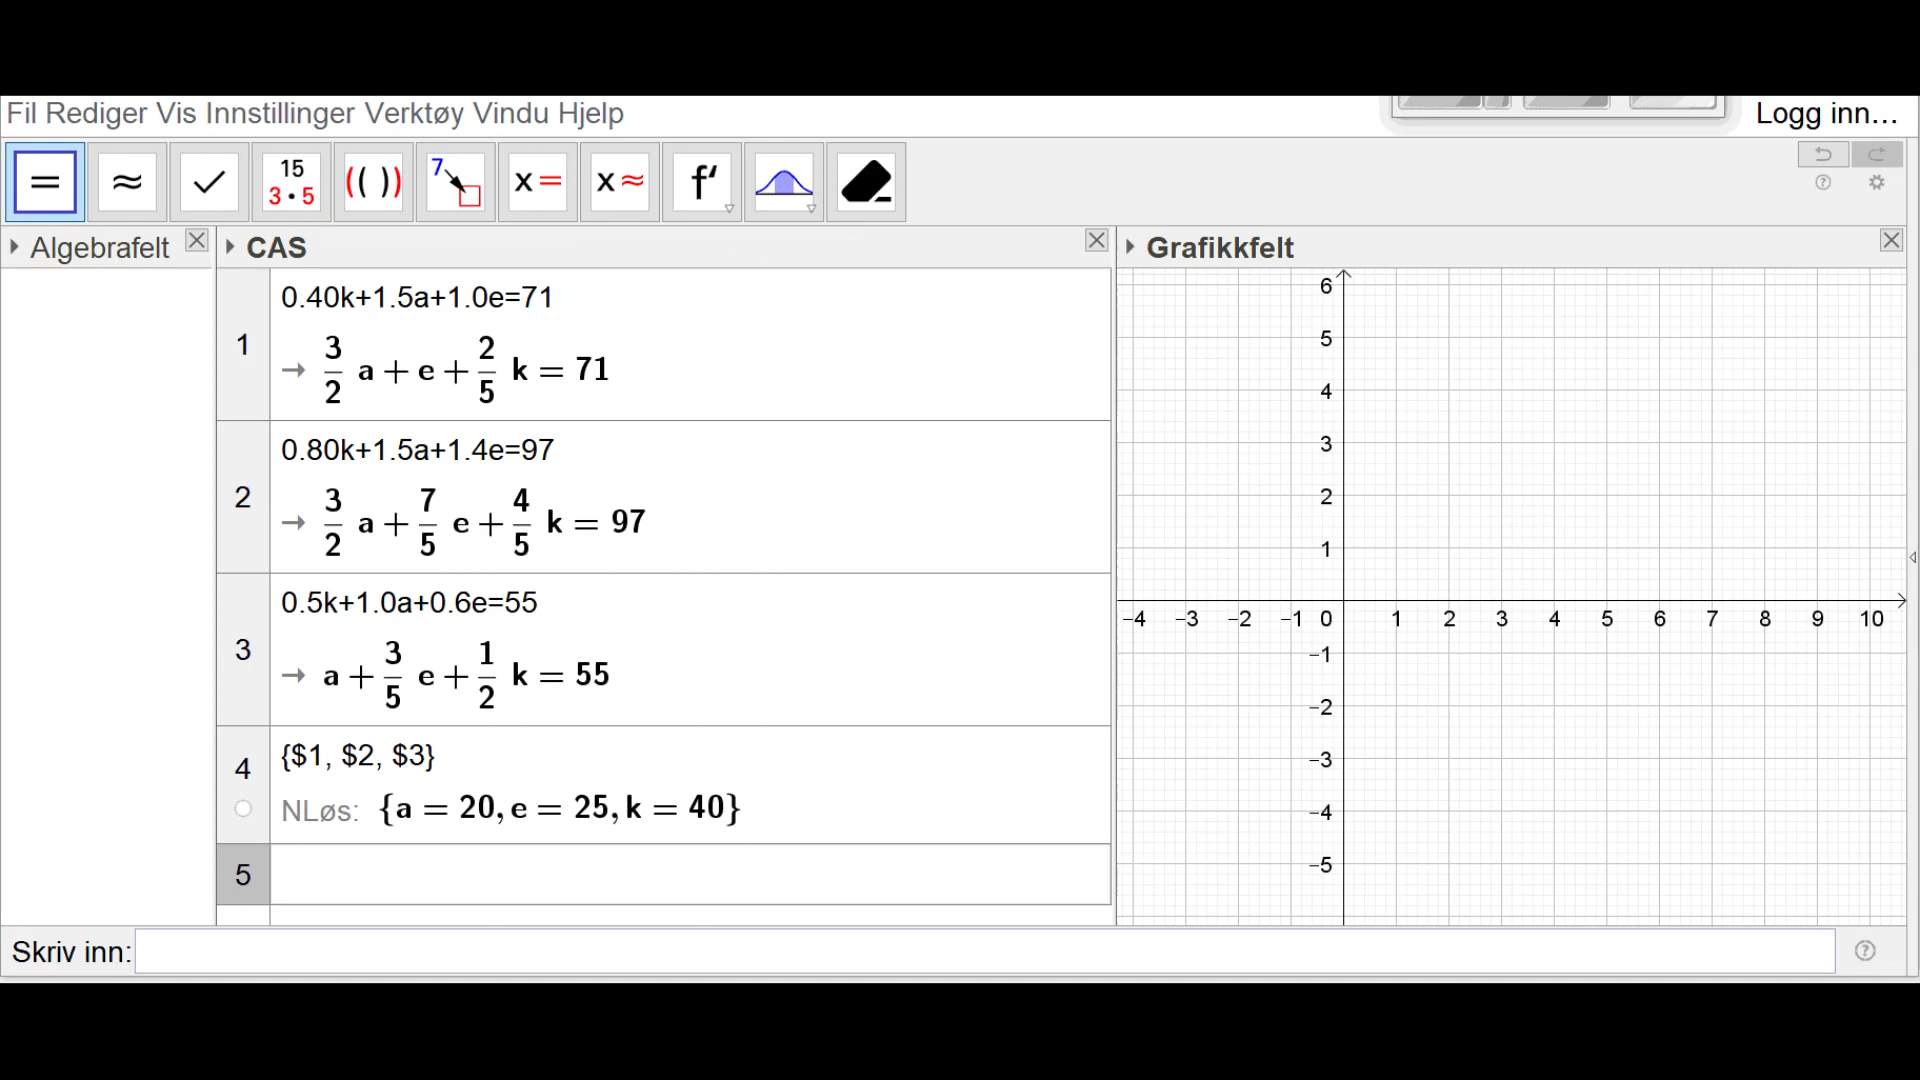 Fil Rediger Vis Innstillinger Verktøy Vindu Hjelp
Logg inn...
= ≈ ✓ 15 3•5 (( )) 7 x = x ≈ f′
Algebrafelt
CAS
Grafikkfelt
1
0.40k+1.5a+1.0e=71
→ 3/2 a + e + 2/5 k = 71
2
0.80k+1.5a+1.4e=97
→ 3/2 a + 7/5 e + 4/5 k = 97
3
0.5k+1.0a+0.6e=55
→ a + 3/5 e + 1/2 k = 55
4
{$1, $2, $3}
NLøs: {a = 20, e = 25, k = 40}
5
6
5
4
3
2
1
−4 −3 −2 −1 0 1 2 3 4 5 6 7 8 9 10
−1
−2
−3
−4
−5
Skriv inn: